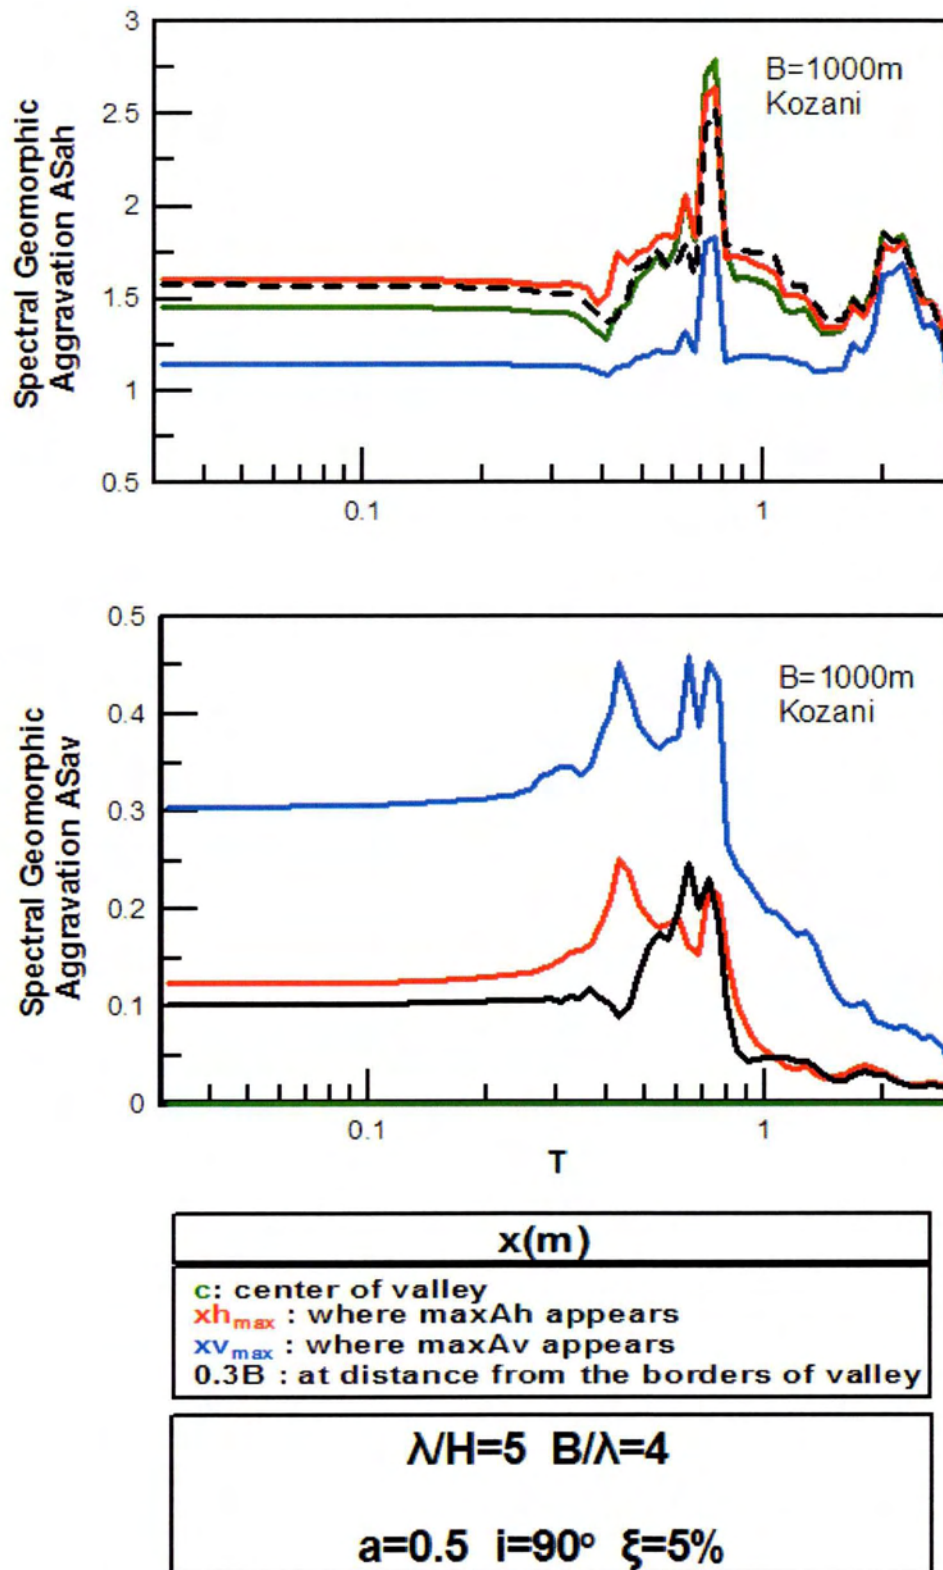 Spectral Geomorphic
Aggravation ASah
3
2.5
2
1.5
1
0.5
B=1000m
Kozani
0.1
1
Spectral Geomorphic
Aggravation ASav
0.5
0.4
0.3
0.2
0.1
0
B=1000m
Kozani
0.1
1
T
x(m)
c: center of valley
xhmax : where maxAh appears
xvmax : where maxAv appears
0.3B : at distance from the borders of valley
λ/H=5 B/λ=4
a=0.5 i=90° ξ=5%